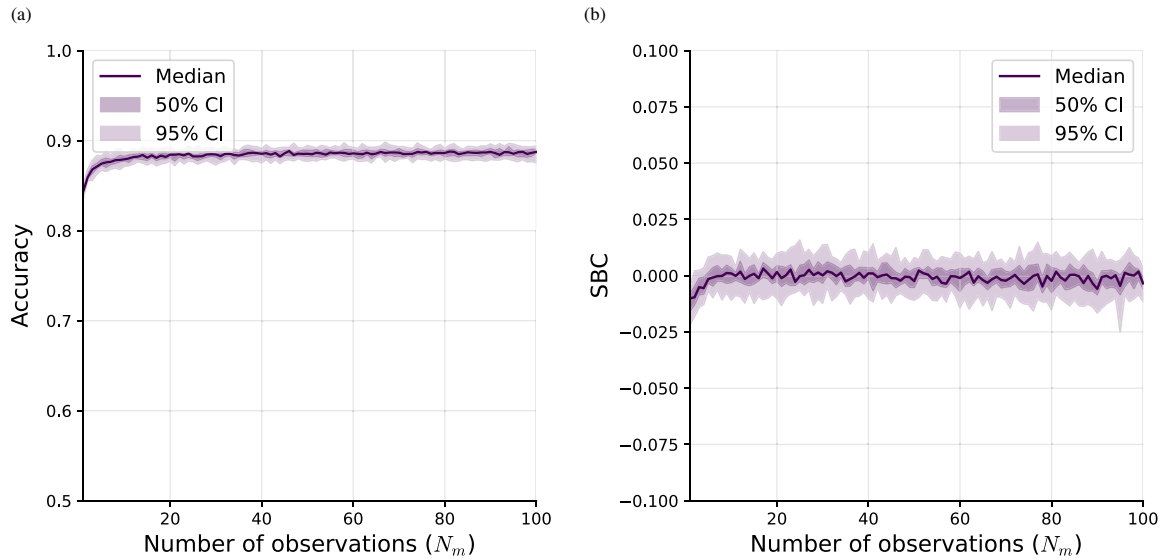 (a)
1.0
0.9
0.8
0.7
0.6
0.5
Accuracy
Median
50% CI
95% CI
20
40
60
80
100
Number of observations (N_m)
(b)
0.100
0.075
0.050
0.025
0.000
−0.025
−0.050
−0.075
−0.100
SBC
Median
50% CI
95% CI
20
40
60
80
100
Number of observations (N_m)